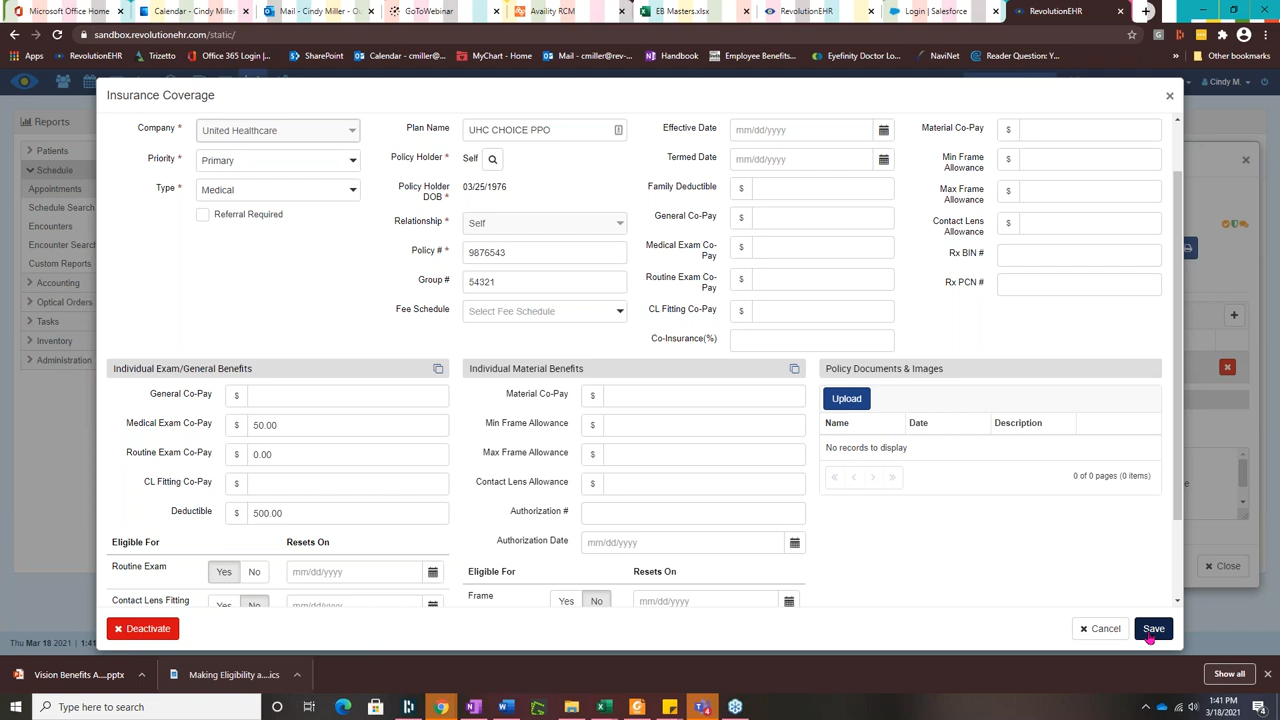 Microsoft Office Home
Calendar - Cindy Miller - Ou
Mail - Cindy Miller - Outlo
GoToWebinar
Availity RCM
EB Masters.xlsx
RevolutionEHR
Login | Salesforce
RevolutionEHR
sandbox.revolutionehr.com/static/
Apps
RevolutionEHR
Trizetto
Office 365 Login |...
SharePoint
Calendar - cmiller@...
MyChart - Home
Mail - cmiller@rev-...
Handbook
Employee Benefits...
Eyefinity Doctor Lo...
NaviNet
Reader Question: Y...
Other bookmarks
Cindy M.
Reports
Patients
Schedule
Appointments
Schedule Search
Encounters
Encounter Search
Custom Reports
Accounting
Optical Orders
Tasks
Inventory
Administration
Insurance Coverage
Company *
United Healthcare
Priority *
Primary
Type *
Medical
Referral Required
Plan Name
UHC CHOICE PPO
Policy Holder *
Self
Policy Holder DOB *
03/25/1976
Relationship *
Self
Policy # *
9876543
Group #
54321
Fee Schedule
Select Fee Schedule
Effective Date
mm/dd/yyyy
Termed Date
mm/dd/yyyy
Family Deductible
$
General Co-Pay
$
Medical Exam Co-Pay
$
Routine Exam Co-Pay
$
CL Fitting Co-Pay
$
Co-Insurance(%)
Material Co-Pay
$
Min Frame Allowance
$
Max Frame Allowance
$
Contact Lens Allowance
$
Rx BIN #
Rx PCN #
Individual Exam/General Benefits
General Co-Pay
$
Medical Exam Co-Pay
$ 50.00
Routine Exam Co-Pay
$ 0.00
CL Fitting Co-Pay
$
Deductible
$ 500.00
Eligible For Resets On
Routine Exam
Yes No
mm/dd/yyyy
Contact Lens Fitting
Yes No
mm/dd/yyyy
Individual Material Benefits
Material Co-Pay
$
Min Frame Allowance
$
Max Frame Allowance
$
Contact Lens Allowance
$
Authorization #
Authorization Date
mm/dd/yyyy
Eligible For Resets On
Frame
Yes No
mm/dd/yyyy
Policy Documents & Images
Upload
Name Date Description
No records to display
0 of 0 pages (0 items)
Close
Deactivate
Cancel
Save
Thu Mar 18 2021 | 1:41
Vision Benefits A....pptx
Making Eligibility a....ics
Show all
Type here to search
1:41 PM
3/18/2021